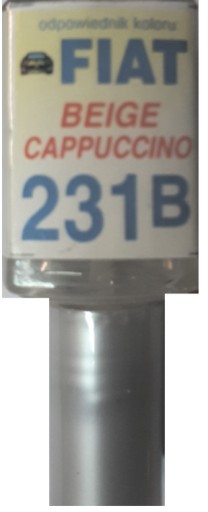 odpowiednik koloru
FIAT
BEIGE
CAPPUCCINO
231B